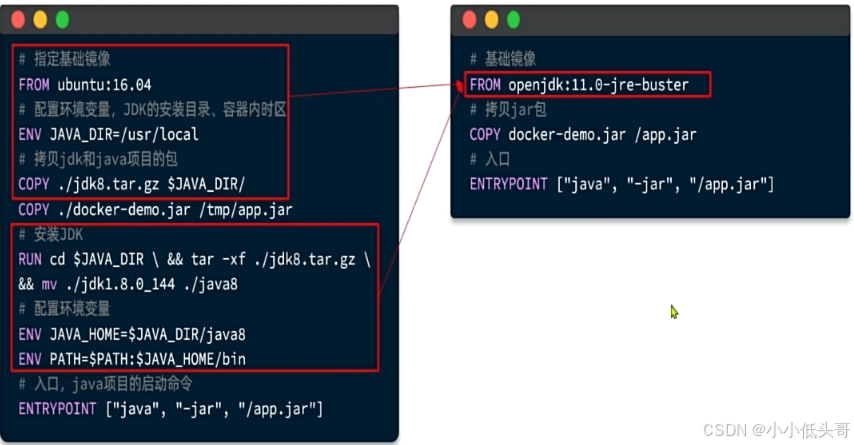 # 指定基础镜像
FROM ubuntu:16.04
# 配置环境变量，JDK的安装目录、容器内时区
ENV JAVA_DIR=/usr/local
# 拷贝jdk和java项目的包
COPY ./jdk8.tar.gz $JAVA_DIR/
COPY ./docker-demo.jar /tmp/app.jar
# 安装JDK
RUN cd $JAVA_DIR \ && tar -xf ./jdk8.tar.gz \
&& mv ./jdk1.8.0_144 ./java8
# 配置环境变量
ENV JAVA_HOME=$JAVA_DIR/java8
ENV PATH=$PATH:$JAVA_HOME/bin
# 入口，java项目的启动命令
ENTRYPOINT ["java", "-jar", "/app.jar"]
# 基础镜像
FROM openjdk:11.0-jre-buster
# 拷贝jar包
COPY docker-demo.jar /app.jar
# 入口
ENTRYPOINT ["java", "-jar", "/app.jar"]
CSDN @小小低头哥